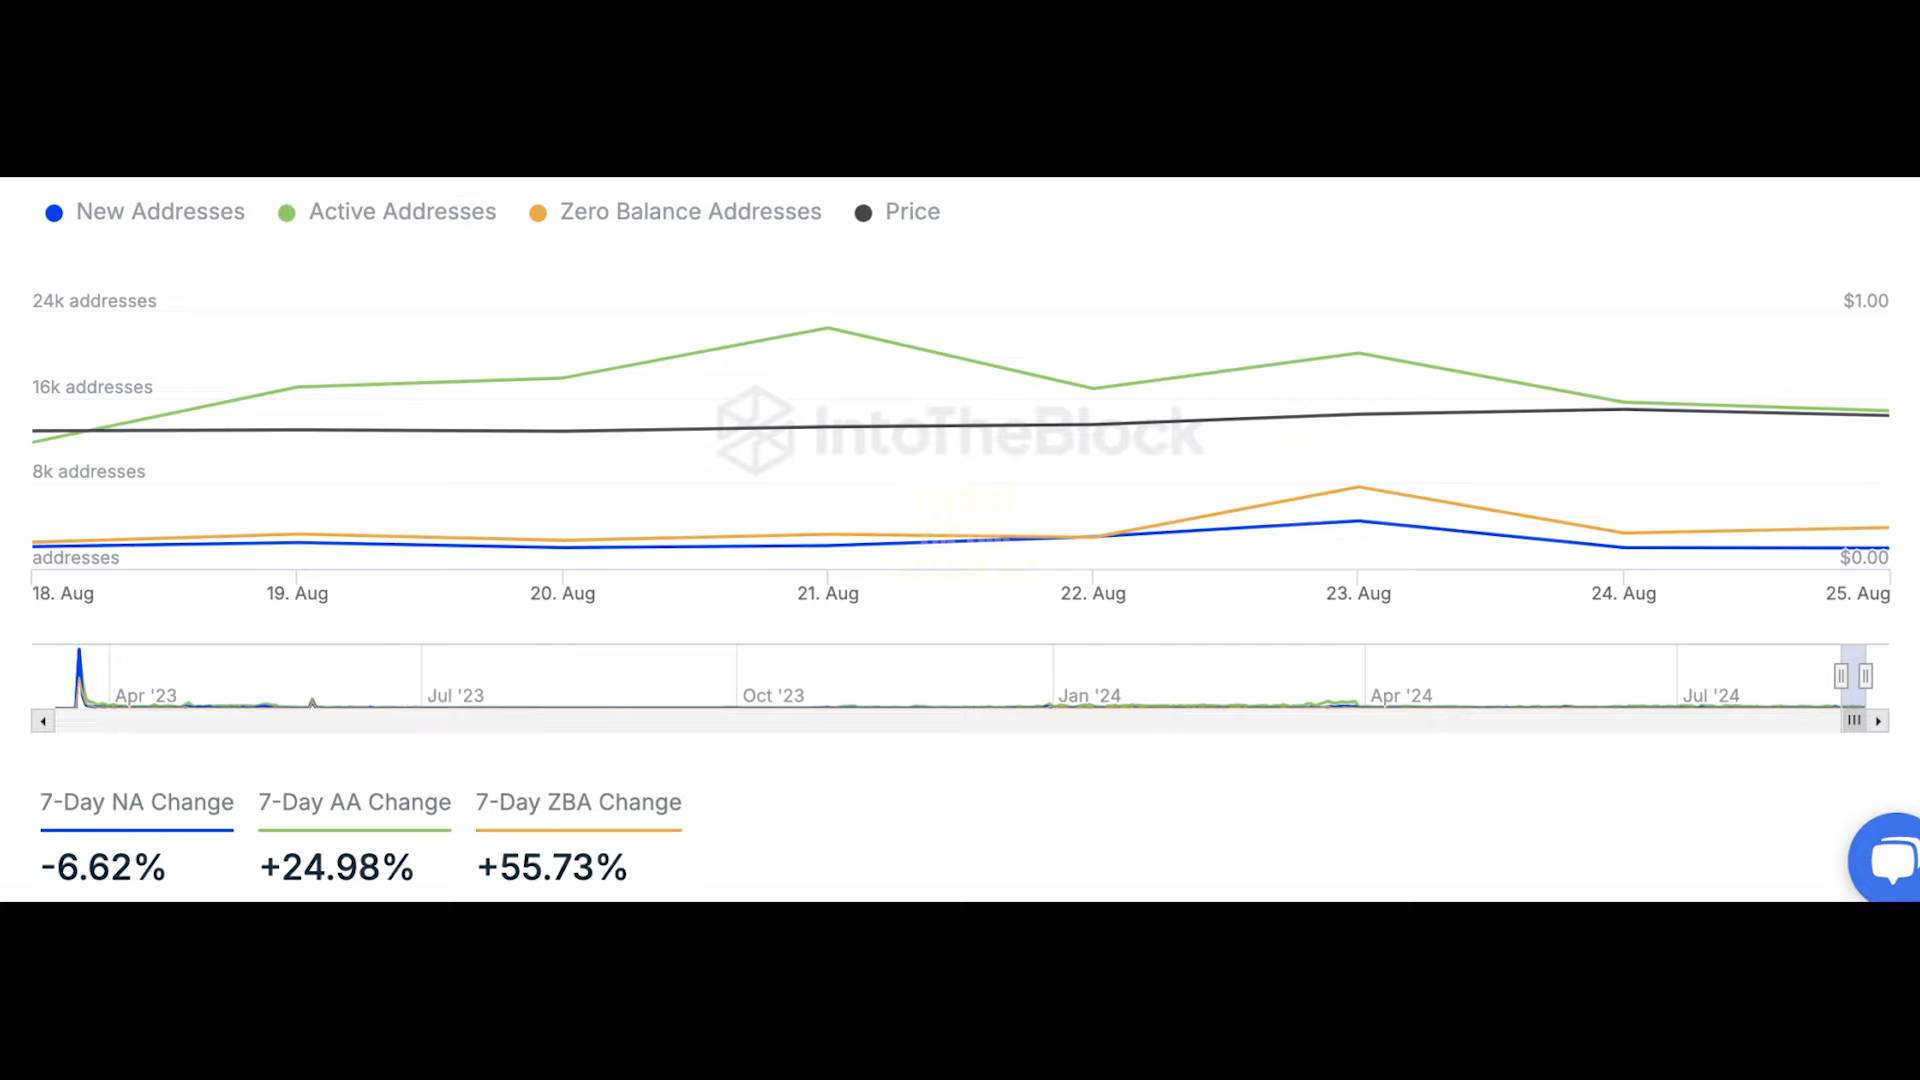 New Addresses Active Addresses Zero Balance Addresses Price
24k addresses $1.00
16k addresses
IntoTheBlock
8k addresses
addresses $0.00
18. Aug 19. Aug 20. Aug 21. Aug 22. Aug 23. Aug 24. Aug 25. Aug
Apr '23 Jul '23 Oct '23 Jan '24 Apr '24 Jul '24
7-Day NA Change 7-Day AA Change 7-Day ZBA Change
-6.62% +24.98% +55.73%